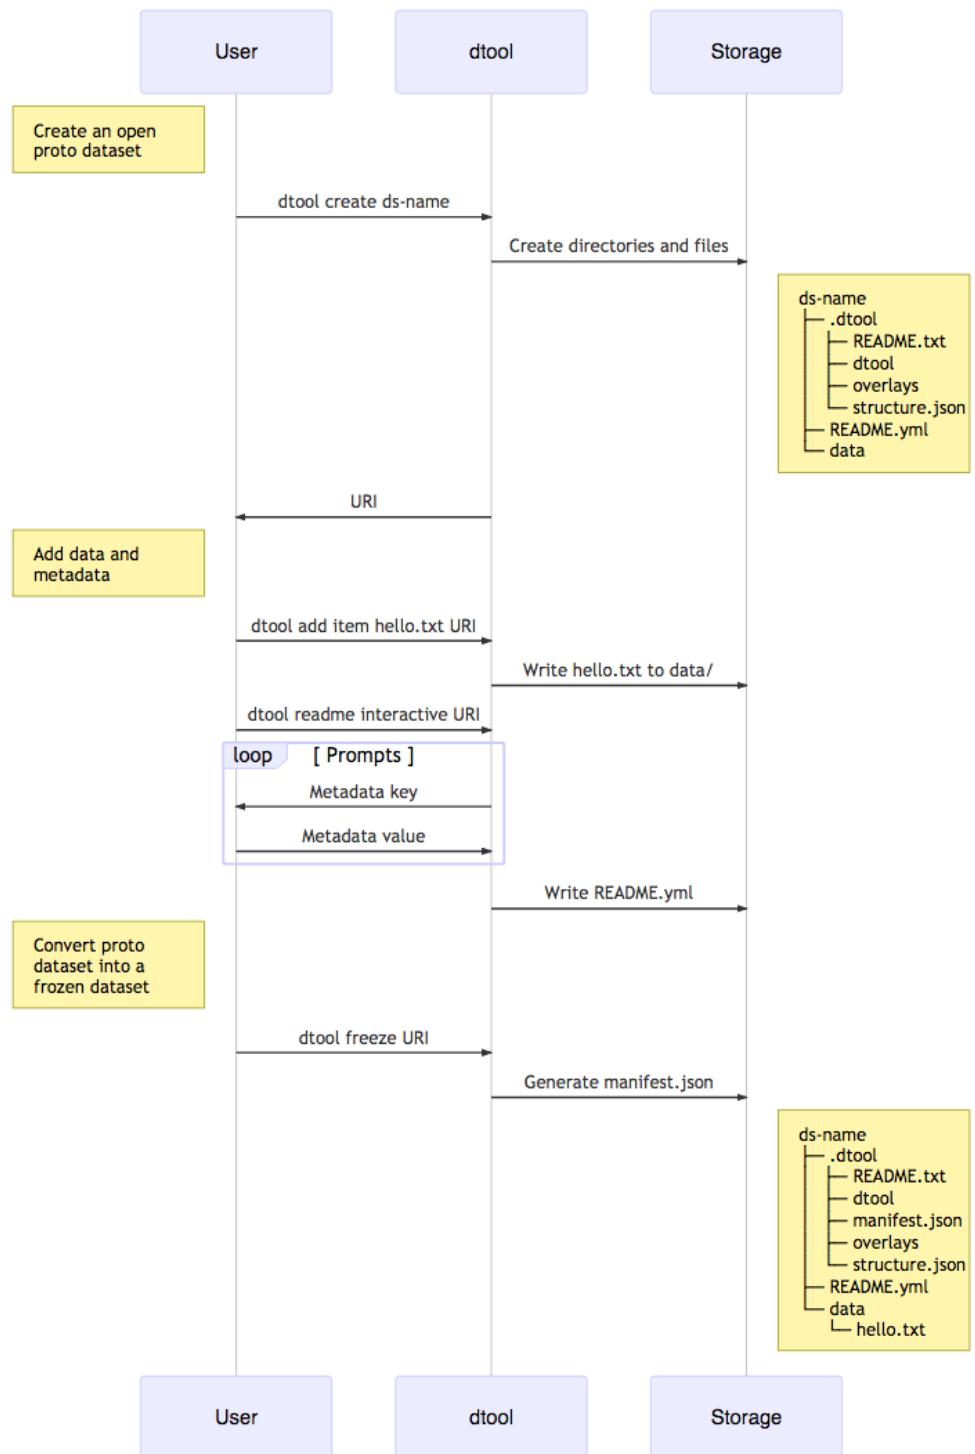 User
dtool
Storage
Create an open
proto dataset
dtool create ds-name
Create directories and files
ds-name
├── .dtool
│   ├── README.txt
│   ├── dtool
│   ├── overlays
│   └── structure.json
├── README.yml
└── data
URI
Add data and
metadata
dtool add item hello.txt URI
Write hello.txt to data/
dtool readme interactive URI
loop [ Prompts ]
Metadata key
Metadata value
Write README.yml
Convert proto
dataset into a
frozen dataset
dtool freeze URI
Generate manifest.json
ds-name
├── .dtool
│   ├── README.txt
│   ├── dtool
│   ├── manifest.json
│   ├── overlays
│   └── structure.json
├── README.yml
└── data
    └── hello.txt
User
dtool
Storage